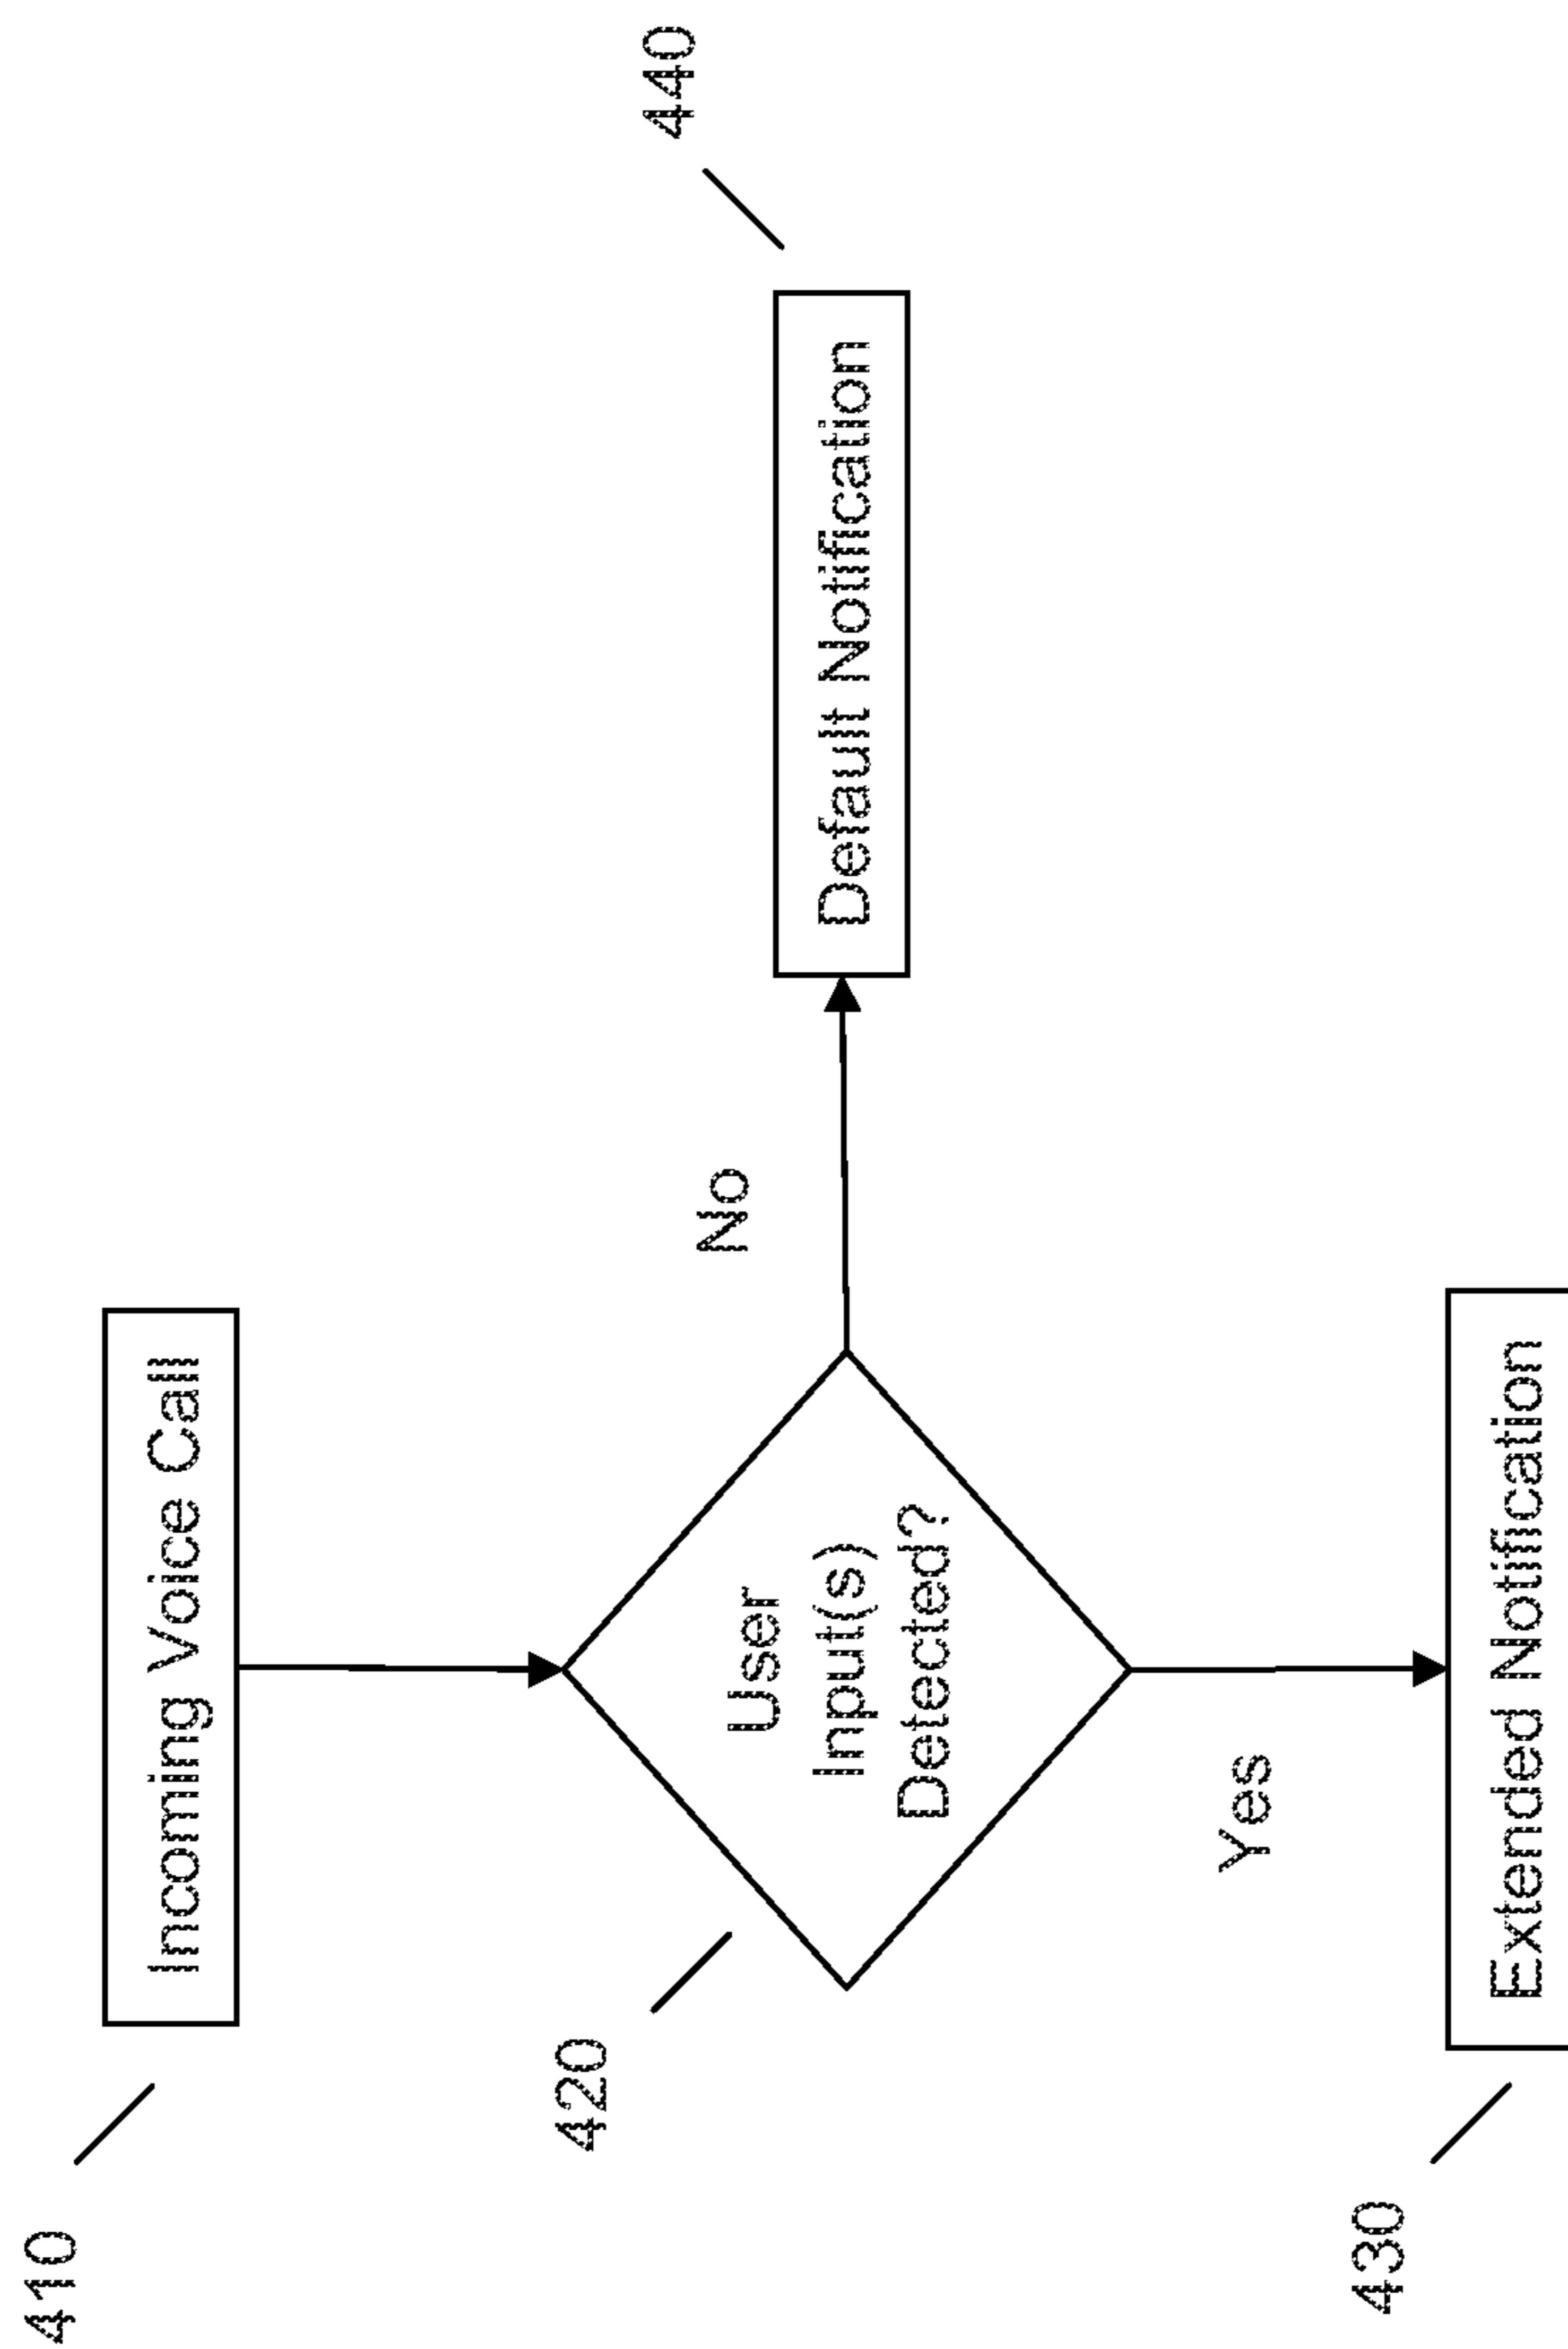 410
Incoming Voice Call
420
User
Input(s)
Detected?
No
Default Notification
440
Yes
430
Extended Notification